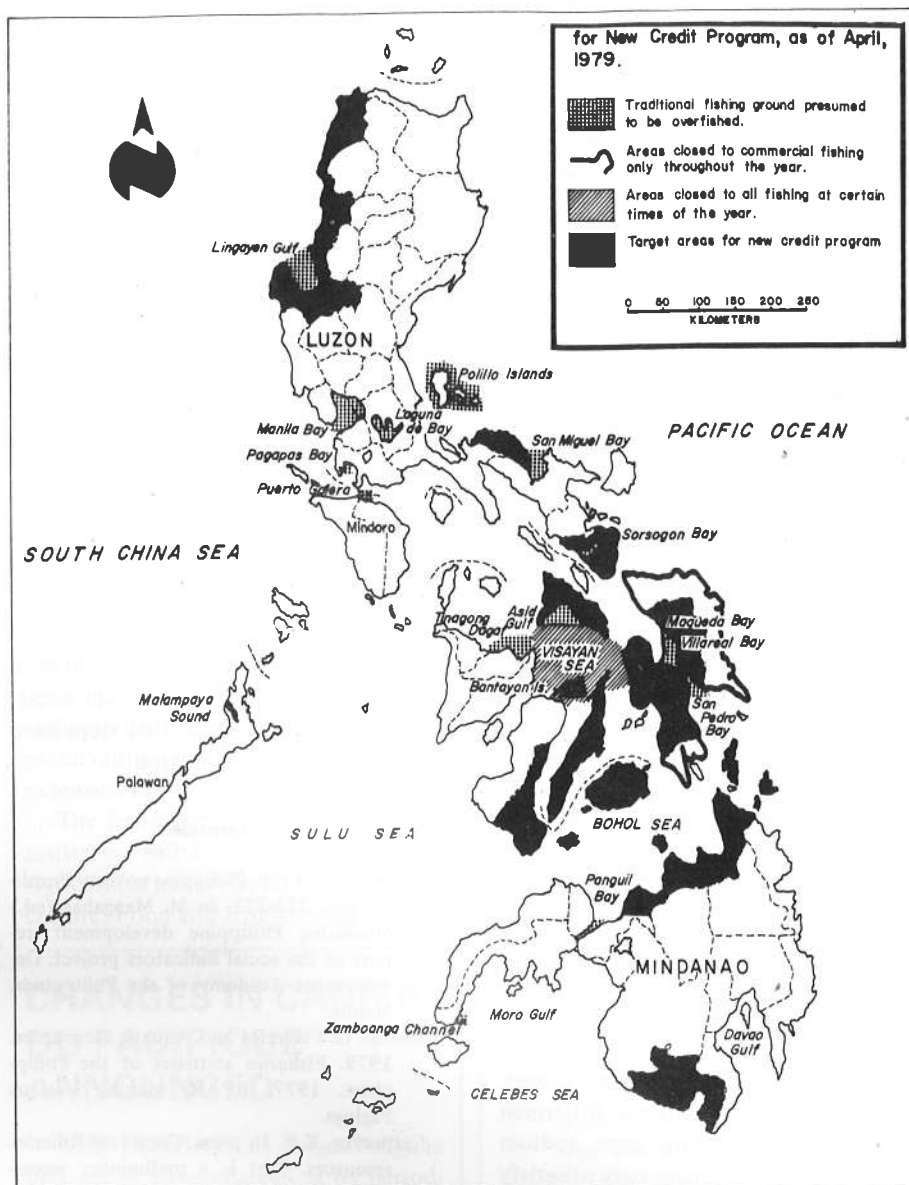 for New Credit Program, as of April,
1979.
Traditional fishing ground presumed
to be overfished.
Areas closed to commercial fishing
only throughout the year.
Areas closed to all fishing at certain
times of the year.
Target areas for new credit program
0 50 100 150 200 250
KILOMETERS
Lingayen Gulf
LUZON
Polillo Islands
Manila Bay
Laguna
de Bay
San Miguel Bay
PACIFIC OCEAN
Pagapas Bay
Puerto Galera
Mindoro
SOUTH CHINA SEA
Sorsogon Bay
Tinagong
Dagat
Asid
Gulf
Maqueda Bay
Villareal Bay
VISAYAN
SEA
Bantayan Is.
San
Pedro
Bay
Malampaya
Sound
Palawan
SULU SEA
BOHOL SEA
Panguil
Bay
MINDANAO
Moro Gulf
Zamboanga Channel
Davao
Gulf
CELEBES SEA